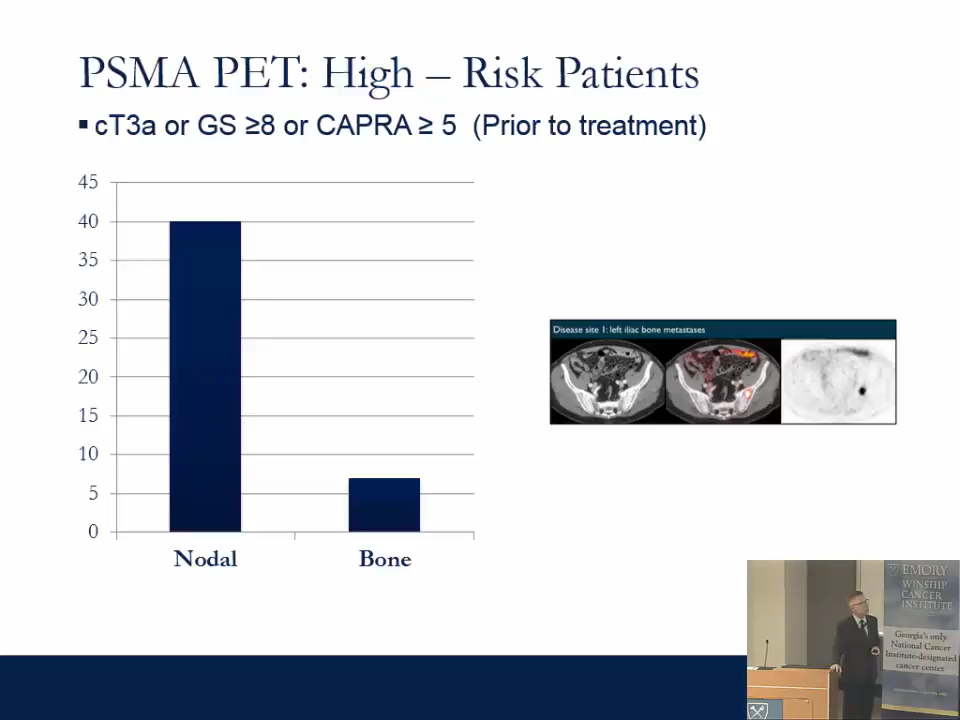 PSMA PET: High – Risk Patients
▪ cT3a or GS ≥8 or CAPRA ≥ 5 (Prior to treatment)
45
40
35
30
25
20
15
10
5
0
Nodal
Bone
Disease site 1: left iliac bone metastases
EMORY
WINSHIP
CANCER
INSTITUTE
Georgia's only
National Cancer
Institute-designated
cancer center